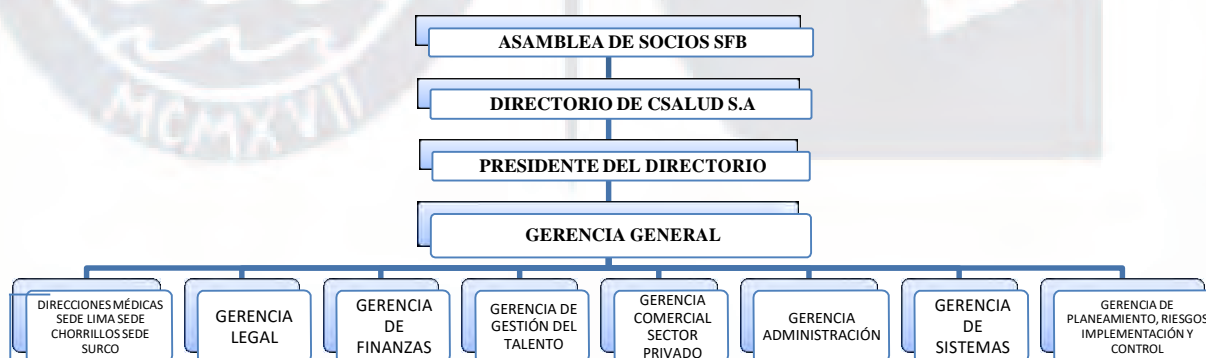 ASAMBLEA DE SOCIOS SFB
MCMXVII
DIRECTORIO DE CSALUD S.A
PRESIDENTE DEL DIRECTORIO
GERENCIA GENERAL
DIRECCIONES MÉDICAS
SEDE LIMA SEDE
CHORRILLOS SEDE
SURCO
GERENCIA
LEGAL
GERENCIA
DE
FINANZAS
GERENCIA DE
GESTIÓN DEL
TALENTO
GERENCIA
COMERCIAL
SECTOR
PRIVADO
GERENCIA
ADMINISTRACIÓN
GERENCIA
DE
SISTEMAS
GERENCIA DE
PLANEAMIENTO, RIESGOS
IMPLEMENTACIÓN Y
CONTROL